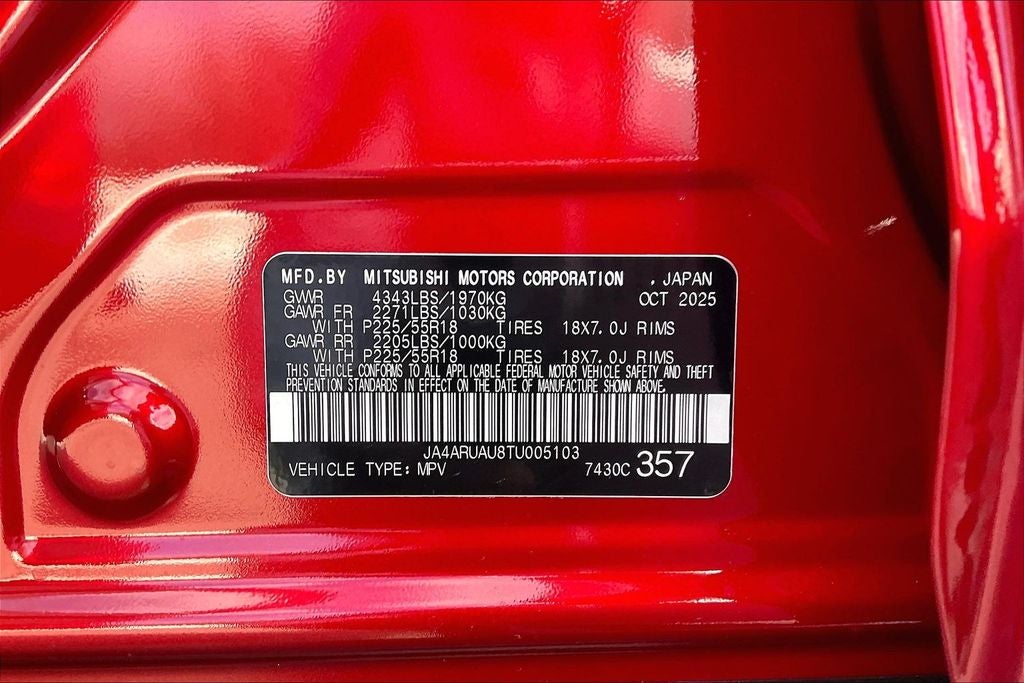 MFD.BY MITSUBISHI MOTORS CORPORATION , JAPAN
GVWR 4343LBS/1970KG OCT 2025
GAWR FR 2271LBS/1030KG
WITH P225/55R18 TIRES 18X7.0J RIMS
GAWR RR 2205LBS/1000KG
WITH P225/55R18 TIRES 18X7.0J RIMS
THIS VEHICLE CONFORMS TO ALL APPLICABLE FEDERAL MOTOR VEHICLE SAFETY AND THEFT
PREVENTION STANDARDS IN EFFECT ON THE DATE OF MANUFACTURE SHOWN ABOVE.
JA4ARUAU8TU005103
VEHICLE TYPE: MPV 7430C 357